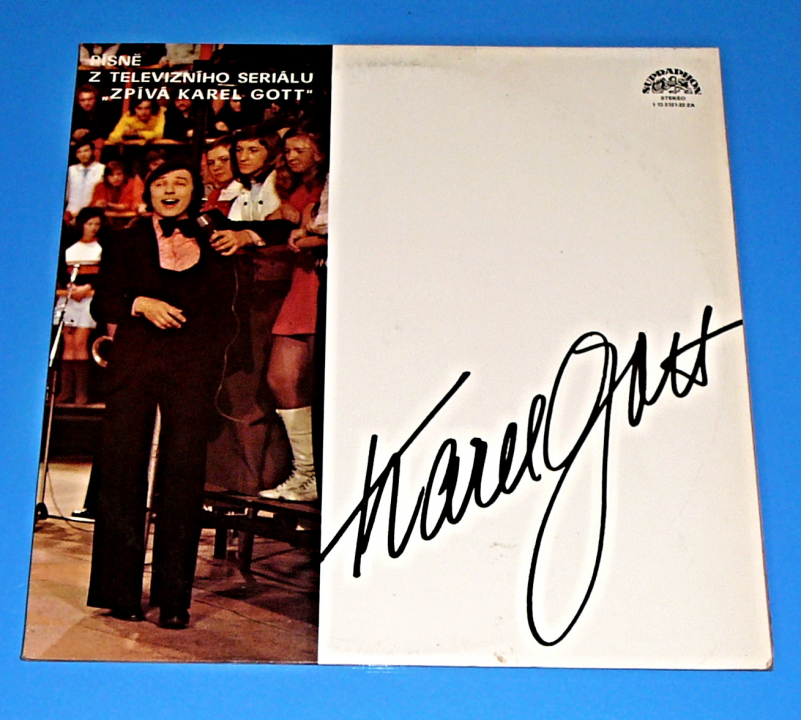 PÍSNĚ
Z TELEVIZNÍHO SERIÁLU
„ZPÍVÁ KAREL GOTT"
SUPRAPHON
STEREO
Karel Gott